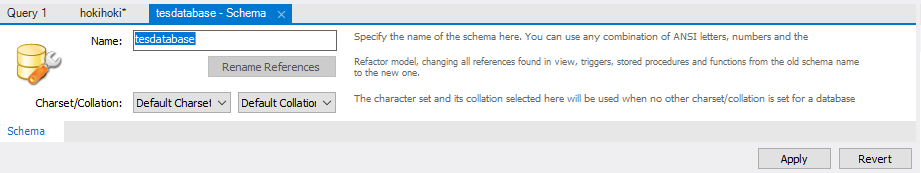 Query 1 hokihoki* tesdatabase - Schema
Name: tesdatabase Specify the name of the schema here. You can use any combination of ANSI letters, numbers and the
Rename References Refactor model, changing all references found in view, triggers, stored procedures and functions from the old schema name
to the new one.
Charset/Collation: Default Charset Default Collation The character set and its collation selected here will be used when no other charset/collation is set for a database
Schema
Apply Revert